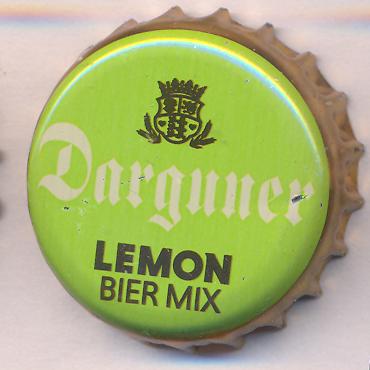 Darguner
LEMON
BIER MIX